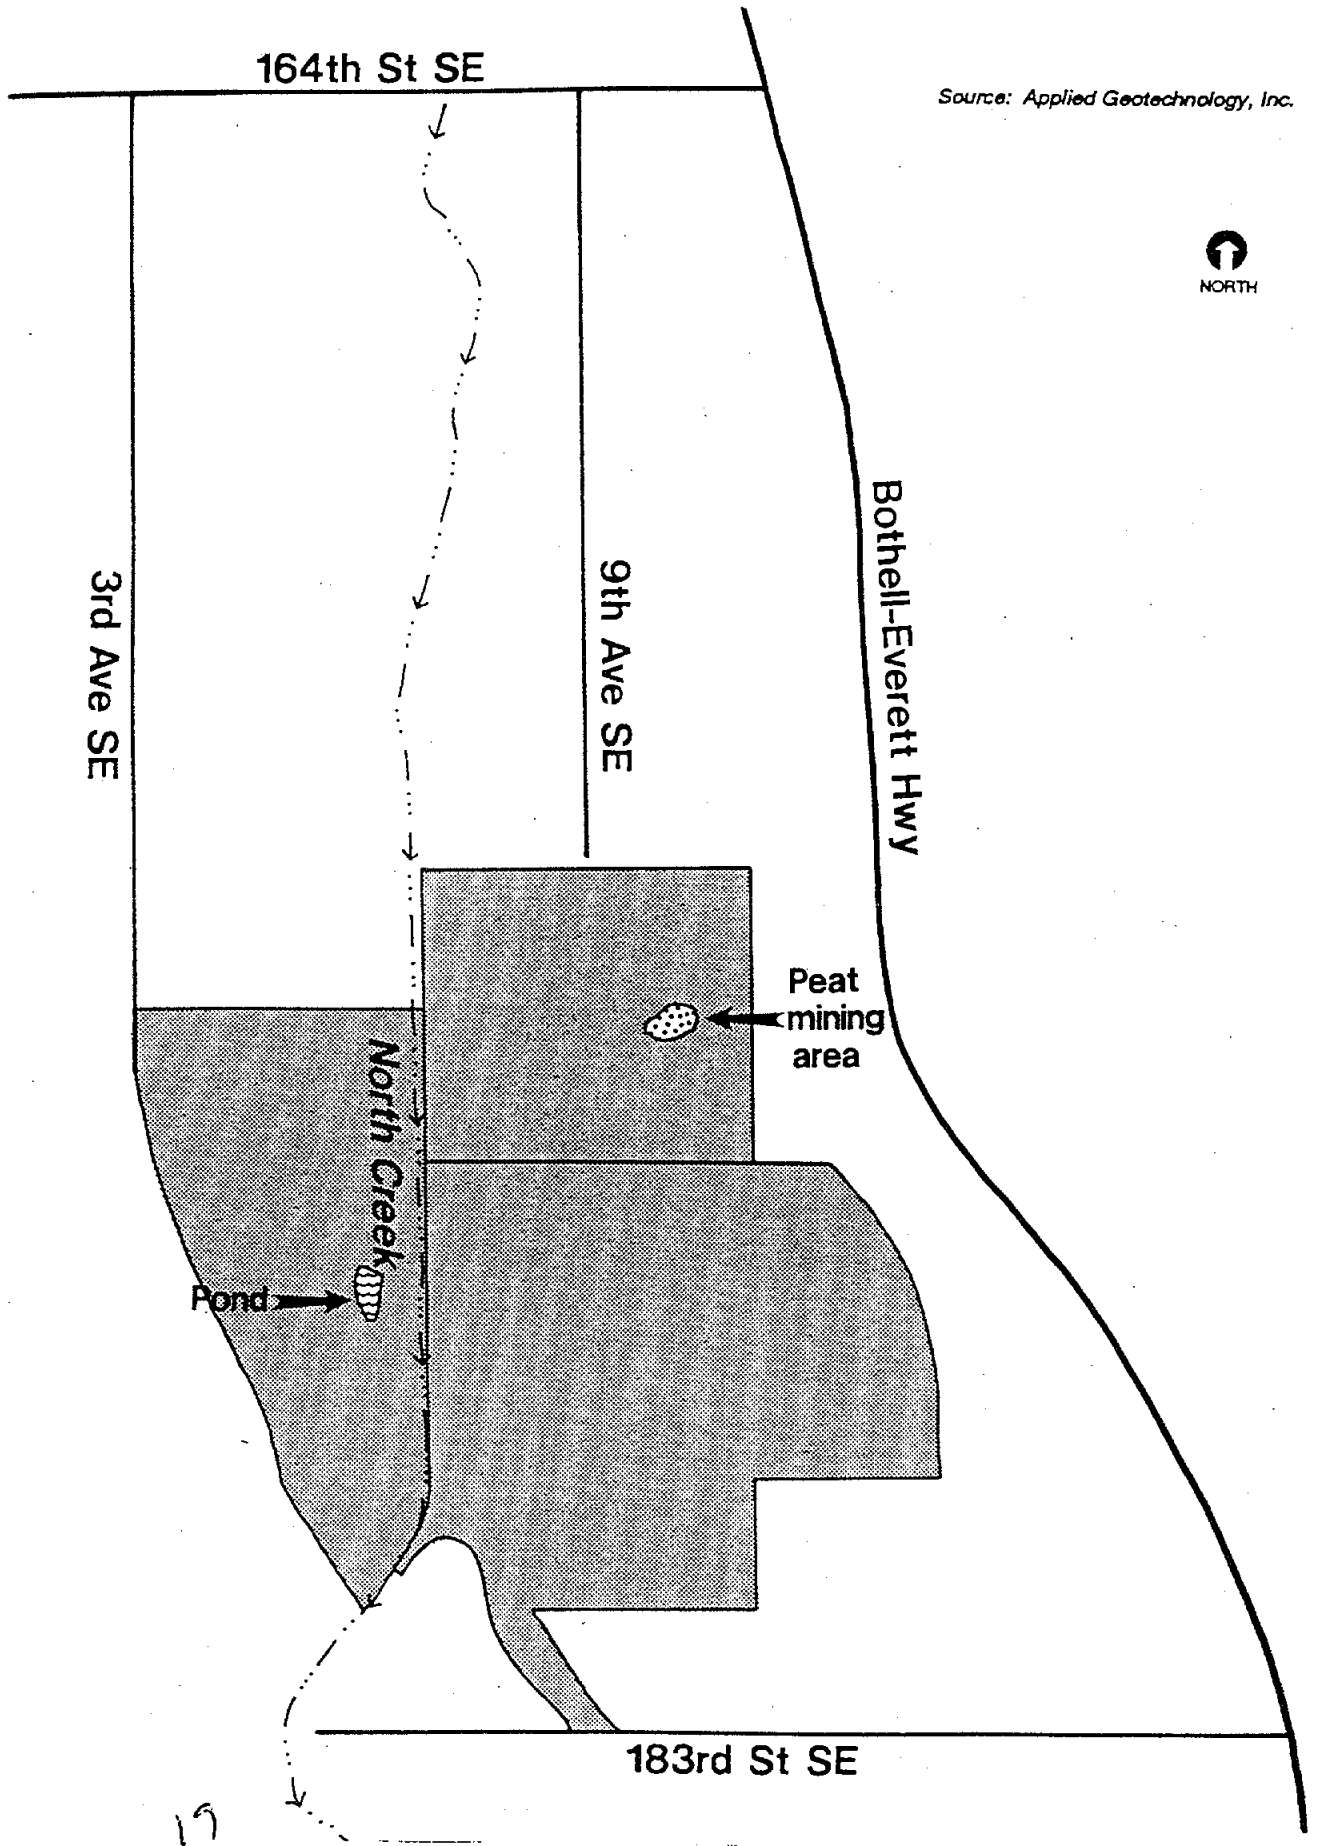 164th St SE
Source: Applied Geotechnology, Inc.
NORTH
Bothell-Everett Hwy
9th Ave SE
3rd Ave SE
Peat
mining
area
North Creek
Pond
183rd St SE
19